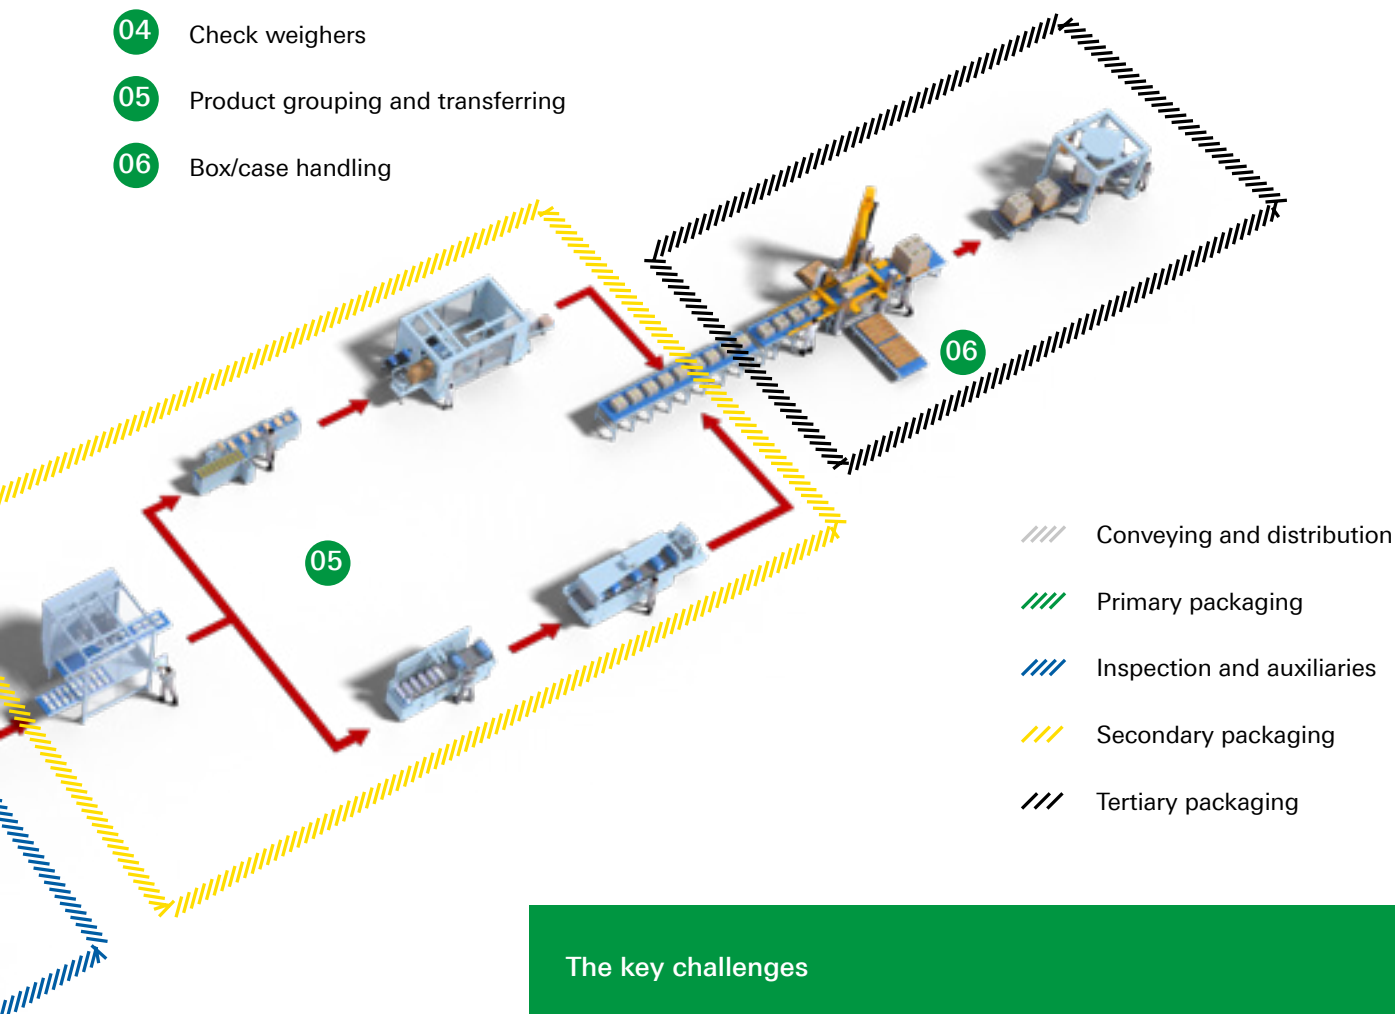 04 Check weighers
05 Product grouping and transferring
06 Box/case handling
06
05
Conveying and distribution
Primary packaging
Inspection and auxiliaries
Secondary packaging
Tertiary packaging
The key challenges